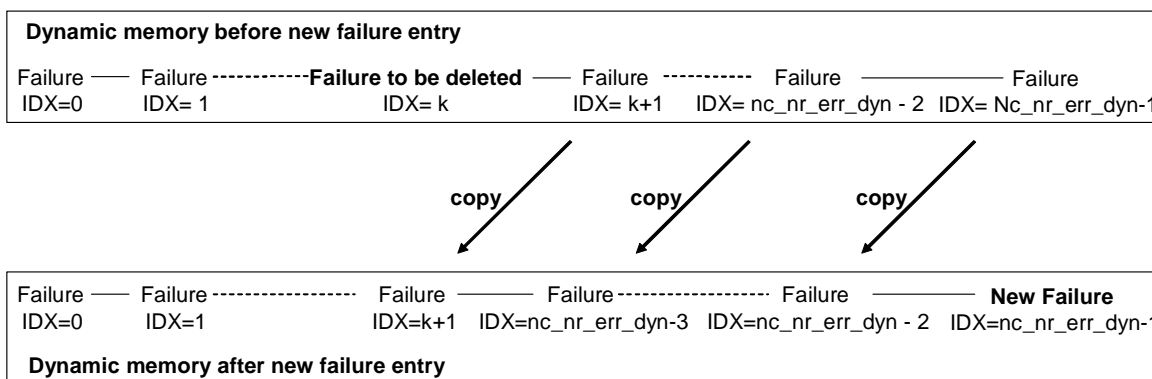 Dynamic memory before new failure entry
Failure Failure Failure to be deleted Failure Failure Failure
IDX=0 IDX= 1 IDX= k IDX= k+1 IDX= nc_nr_err_dyn - 2 IDX= Nc_nr_err_dyn-1
copy copy copy
Failure Failure Failure Failure Failure New Failure
IDX=0 IDX=1 IDX=k+1 IDX=nc_nr_err_dyn-3 IDX=nc_nr_err_dyn - 2 IDX=nc_nr_err_dyn-1
Dynamic memory after new failure entry